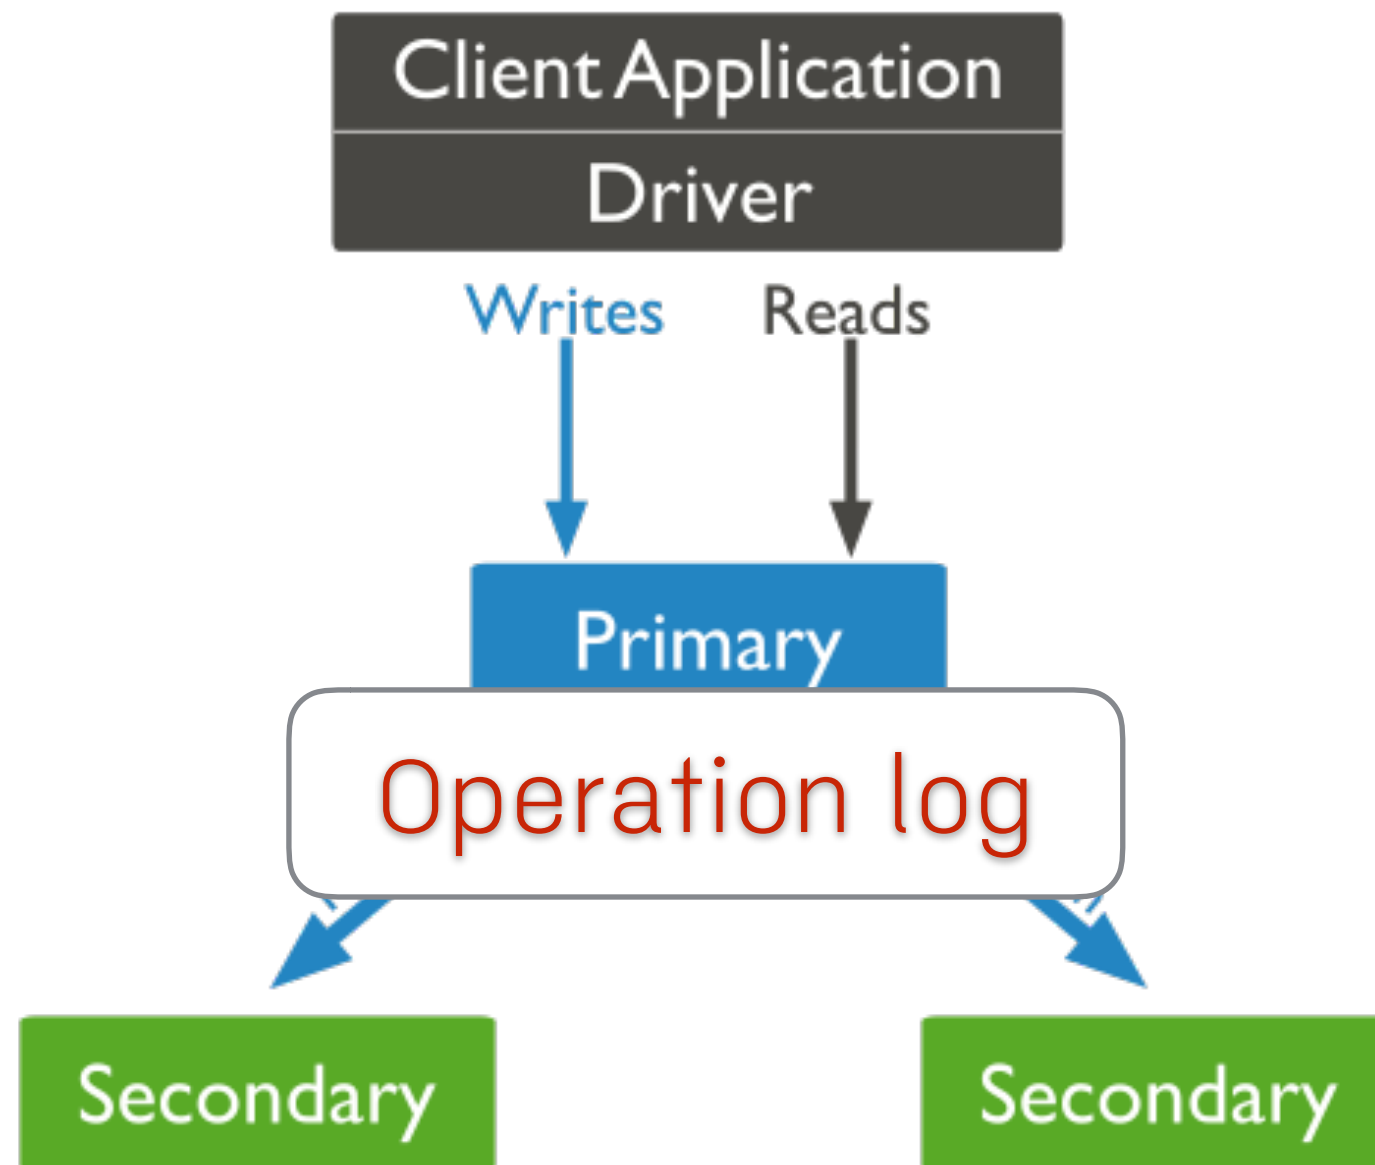 Client Application
Driver
Writes Reads
Primary
Operation log
Secondary Secondary